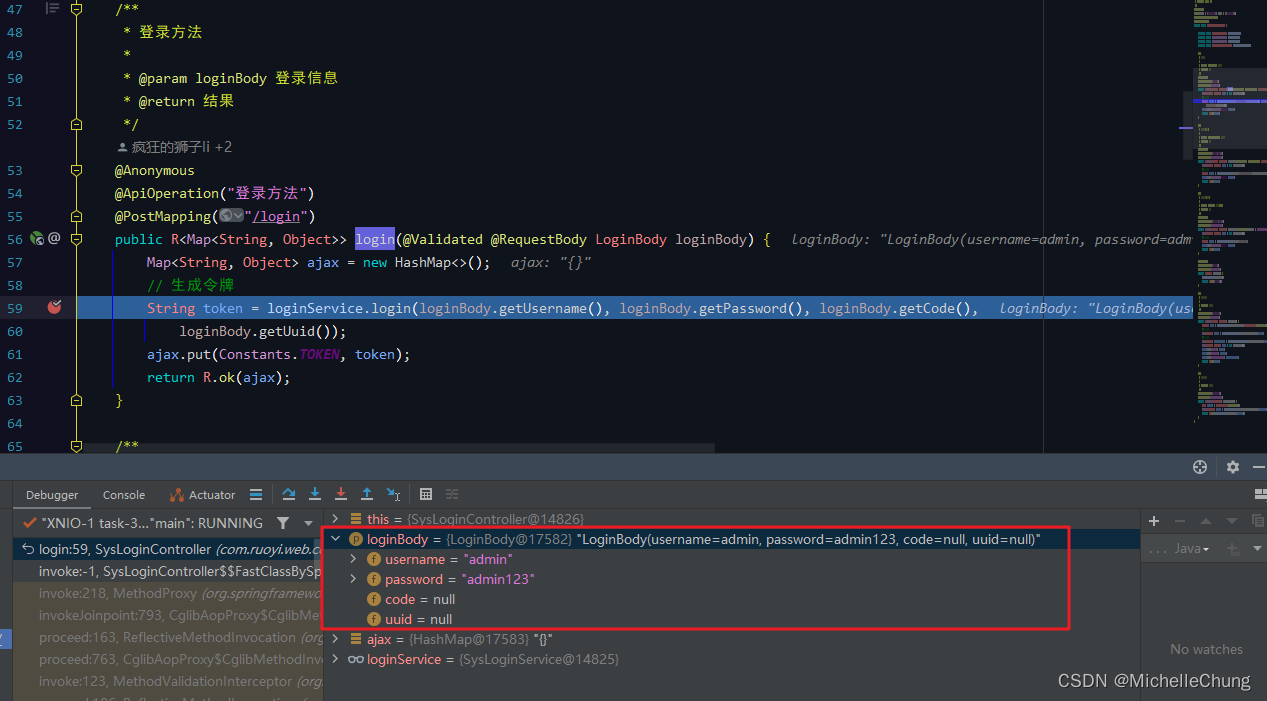 47 /**
48 * 登录方法
49 *
50 * @param loginBody 登录信息
51 * @return 结果
52 */
疯狂的狮子li +2
53 @Anonymous
54 @ApiOperation("登录方法")
55 @PostMapping("/login")
56 @ public R<Map<String, Object>> login(@Validated @RequestBody LoginBody loginBody) { loginBody: "LoginBody(username=admin, password=adm
57 Map<String, Object> ajax = new HashMap<>(); ajax: "{}"
58 // 生成令牌
59 String token = loginService.login(loginBody.getUsername(), loginBody.getPassword(), loginBody.getCode(), loginBody: "LoginBody(us
60 loginBody.getUuid());
61 ajax.put(Constants.TOKEN, token);
62 return R.ok(ajax);
63 }
64
65 /**
Debugger Console Actuator
"XNIO-1 task-3..."main": RUNNING
login:59, SysLoginController (com.ruoyi.web.co
invoke:-1, SysLoginController$$FastClassBySp
invoke:218, MethodProxy (org.springframewo
invokeJoinpoint:793, CglibAopProxy$CglibMet
proceed:163, ReflectiveMethodInvocation (org
proceed:763, CglibAopProxy$CglibMethodInv
invoke:123, MethodValidationInterceptor (org.
this = {SysLoginController@14826}
loginBody = {LoginBody@17582} "LoginBody(username=admin, password=admin123, code=null, uuid=null)"
username = "admin"
password = "admin123"
code = null
uuid = null
ajax = {HashMap@17583} "{}"
loginService = {SysLoginService@14825}
... Java
No watches
CSDN @MichelleChung